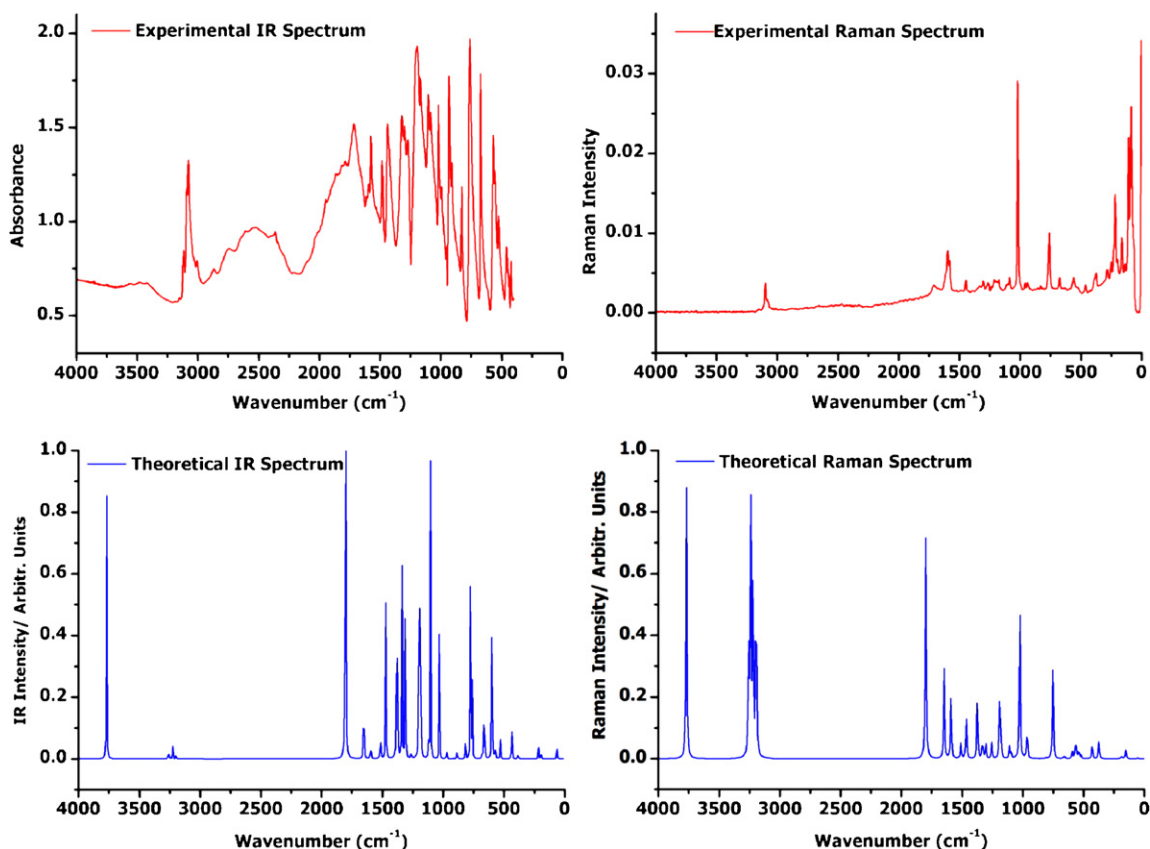 Experimental IR Spectrum
2.0
1.5
1.0
0.5
Absorbance
4000 3500 3000 2500 2000 1500 1000 500 0
Wavenumber (cm⁻¹)
Experimental Raman Spectrum
0.03
0.02
0.01
0.00
Raman Intensity
4000 3500 3000 2500 2000 1500 1000 500 0
Wavenumber (cm⁻¹)
Theoretical IR Spectrum
1.0
0.8
0.6
0.4
0.2
0.0
IR Intensity/ Arbitr. Units
4000 3500 3000 2500 2000 1500 1000 500 0
Wavenumber (cm⁻¹)
Theoretical Raman Spectrum
1.0
0.8
0.6
0.4
0.2
0.0
Raman Intensity/ Arbitr. Units
4000 3500 3000 2500 2000 1500 1000 500 0
Wavenumber (cm⁻¹)